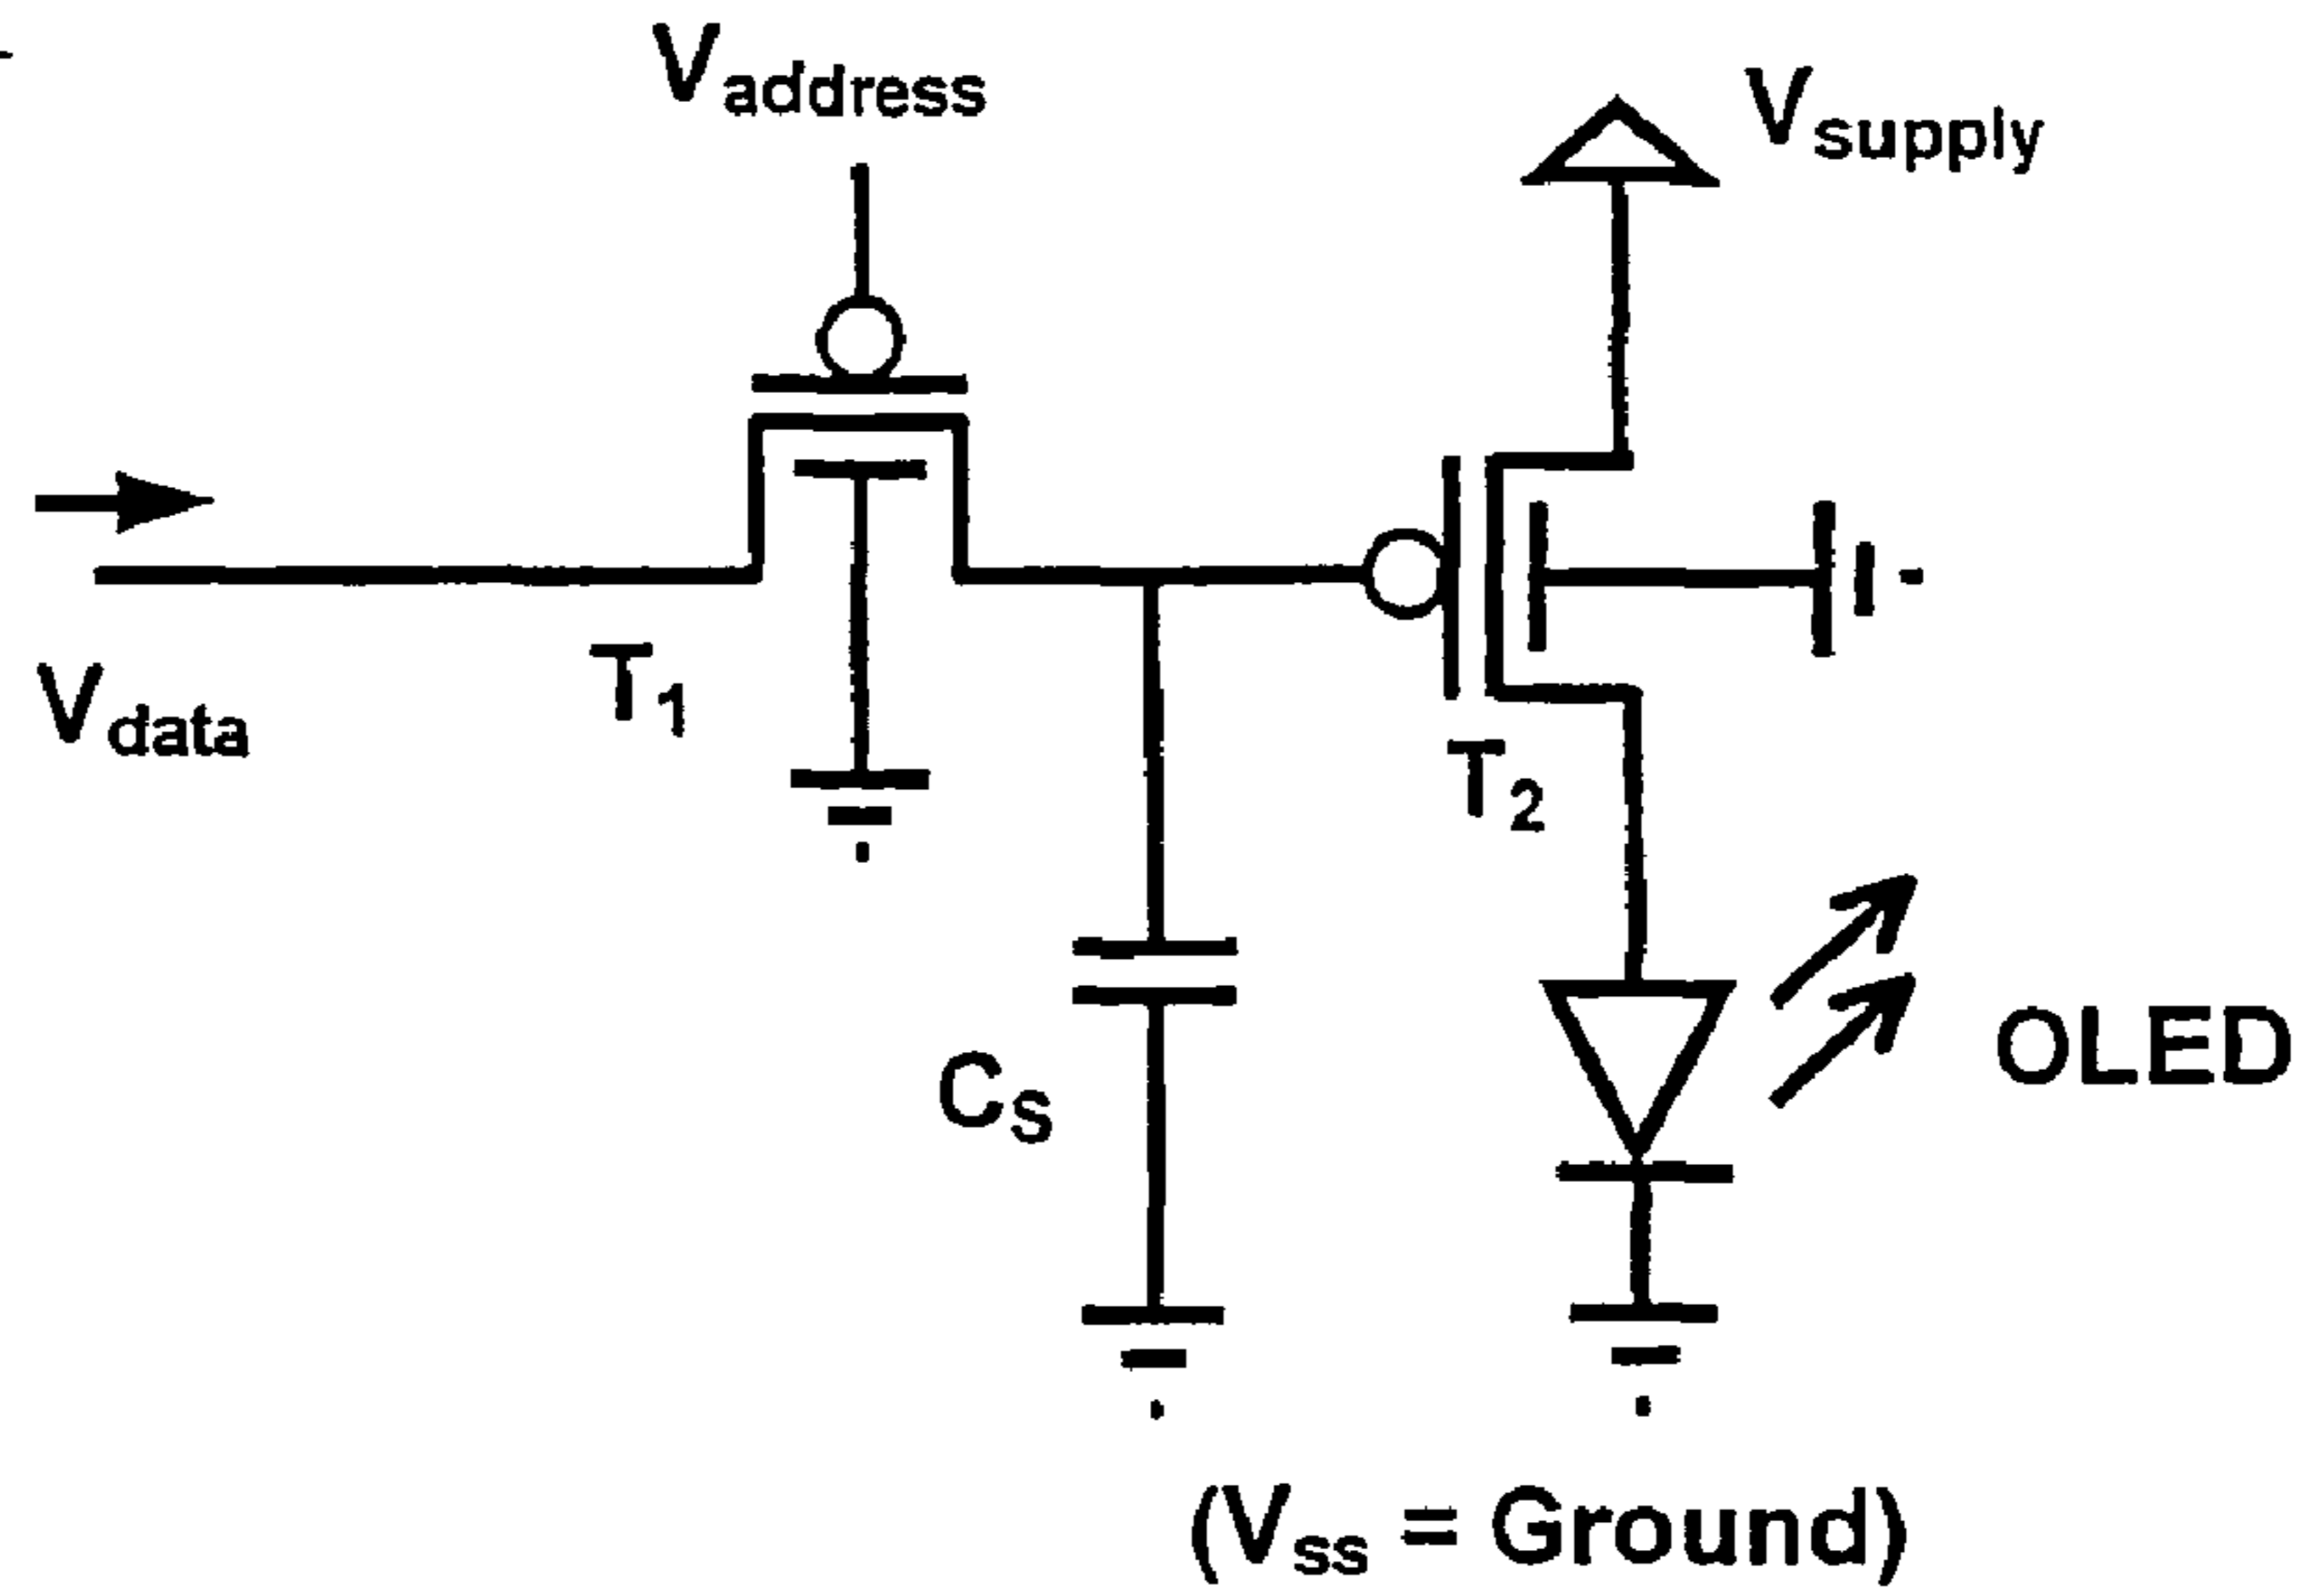 Vaddress
Vsupply
Vdata
T1
T2
CS
OLED
(Vss = Ground)